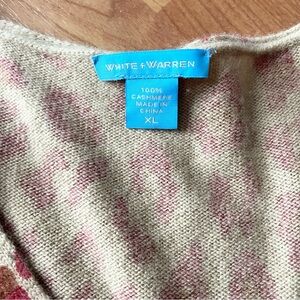 WHITE + WARREN
100%
CASHMERE
MADE IN
CHINA
XL